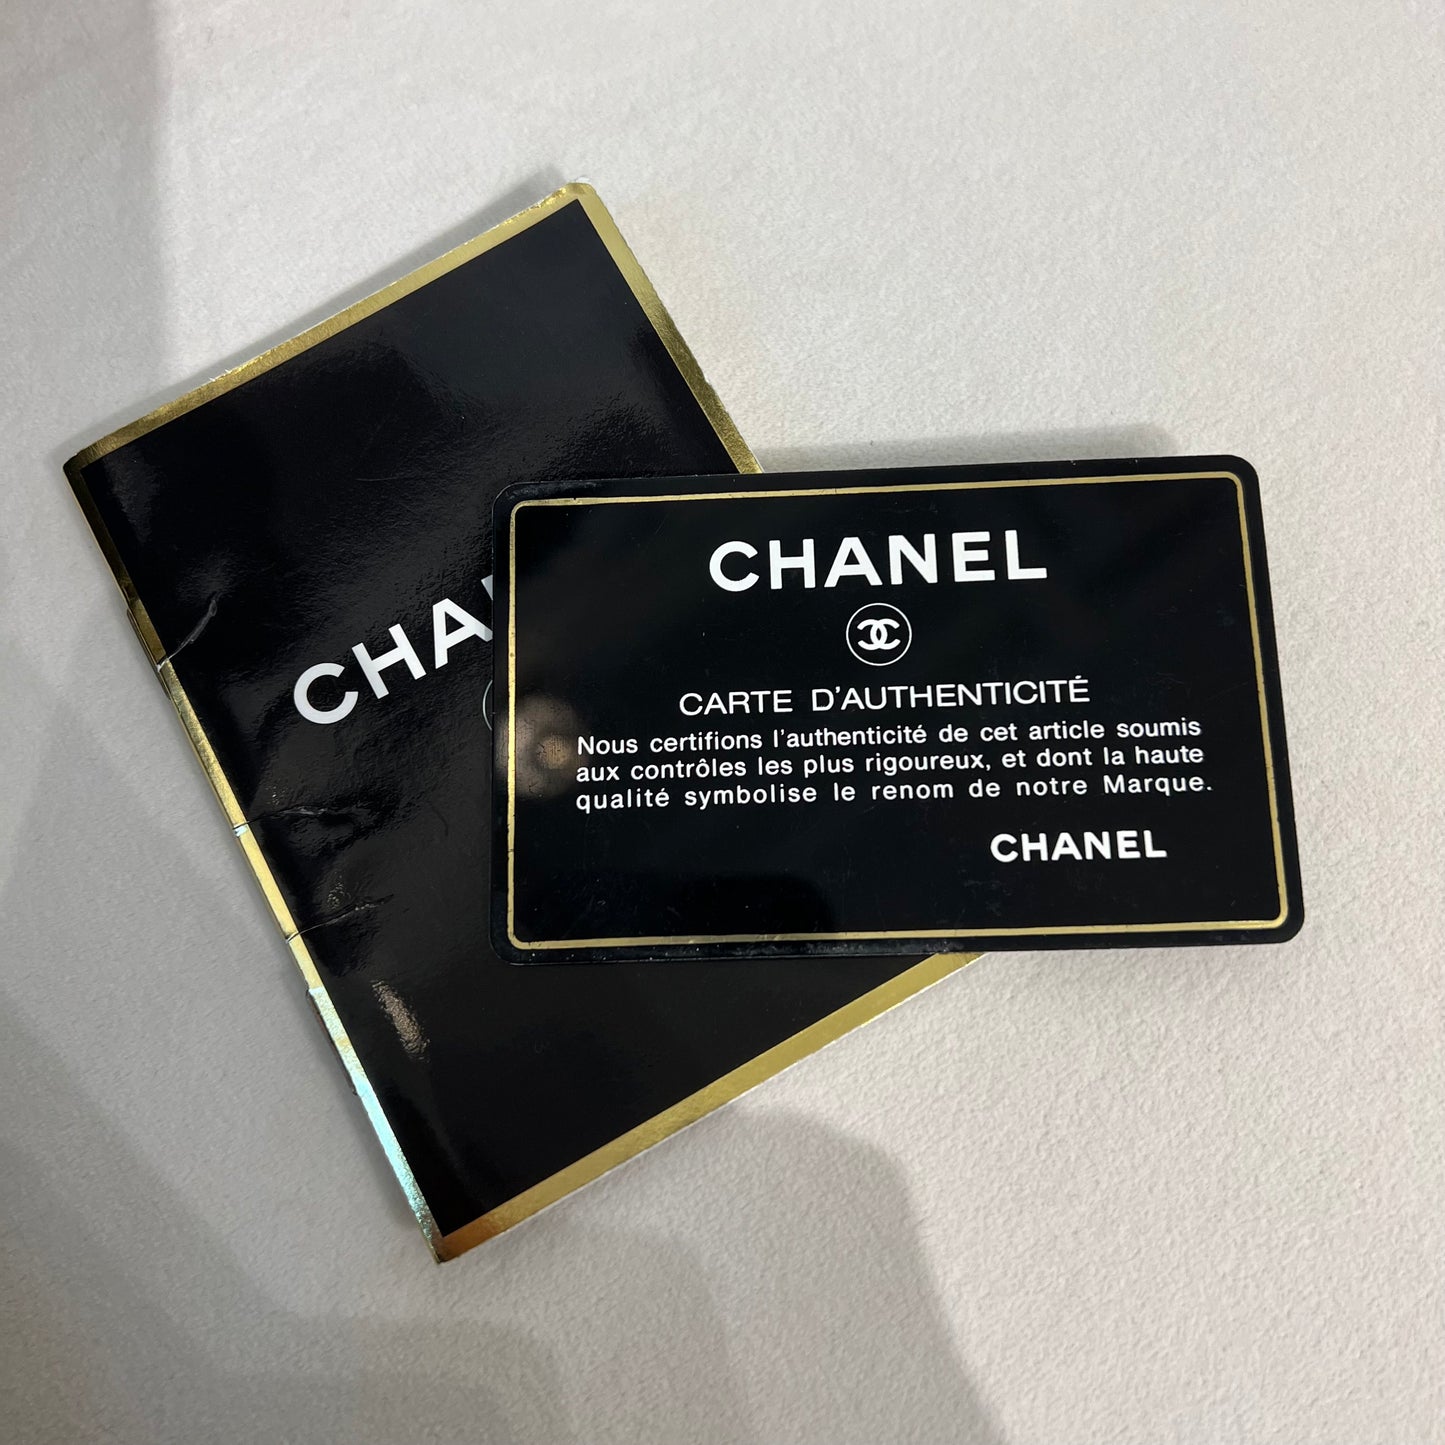 CHA
CHANEL
CARTE D'AUTHENTICITÉ
Nous certifions l'authenticité de cet article soumis
aux contrôles les plus rigoureux, et dont la haute
qualité symbolise le renom de notre Marque.
CHANEL